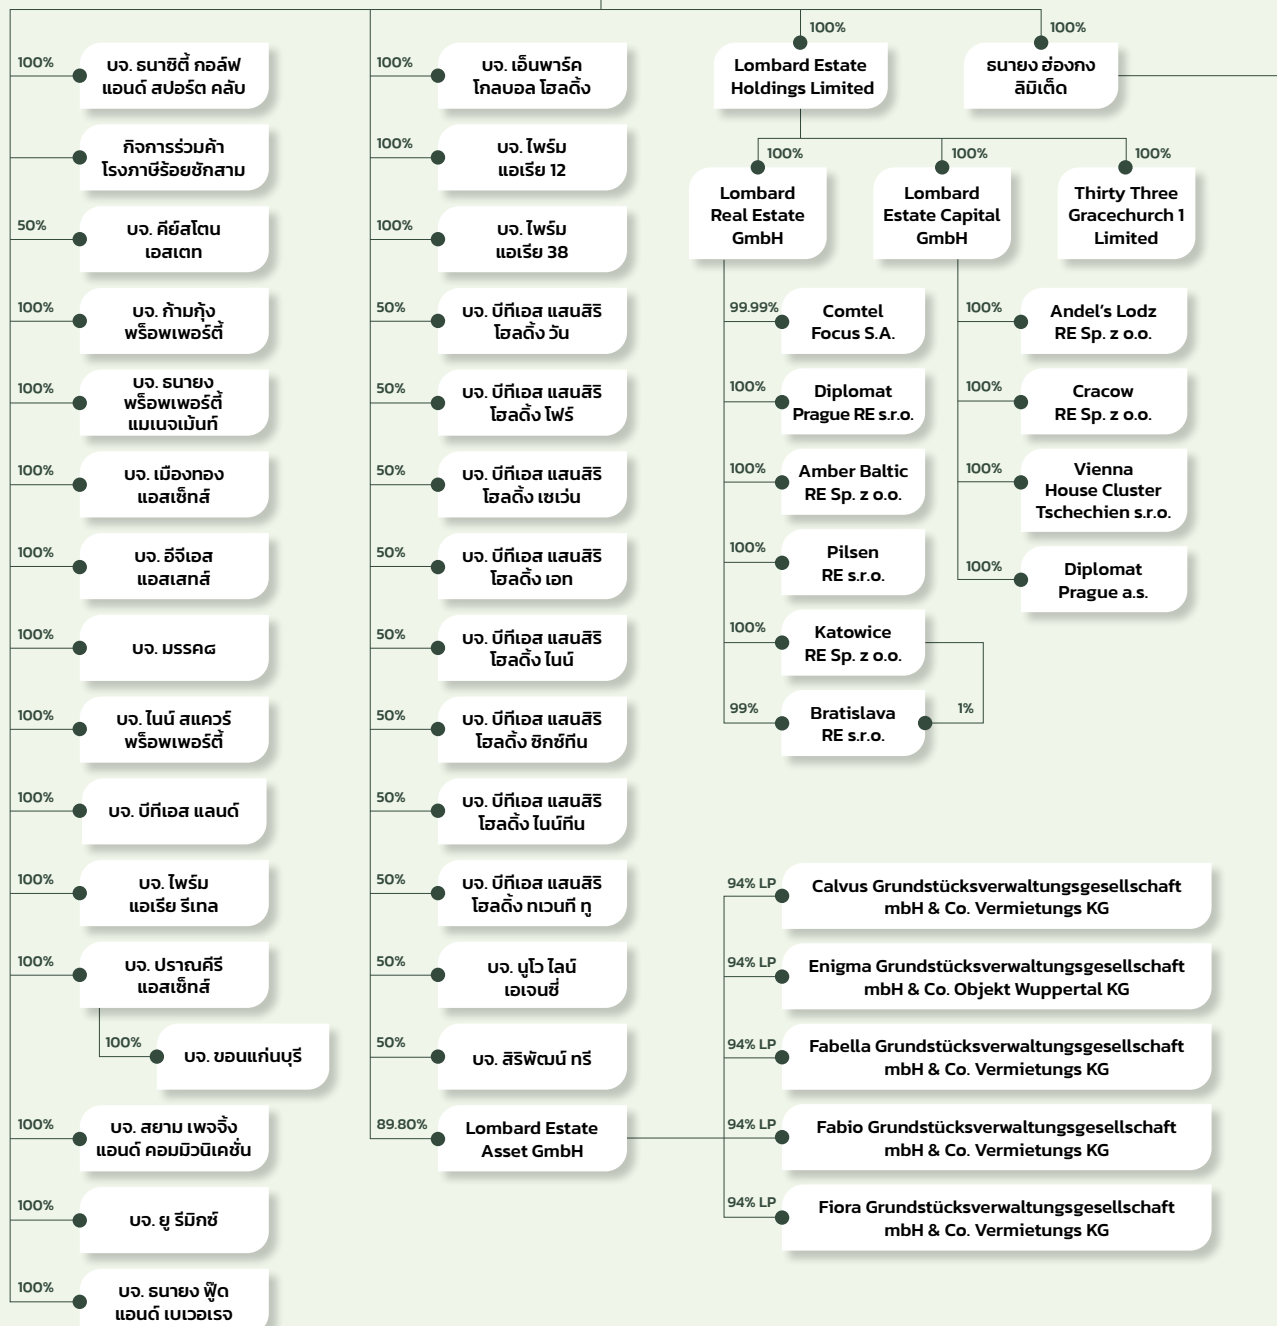 100%
บจ. ธนาซิตี้ กอล์ฟ
แอนด์ สปอร์ต คลับ
กิจการร่วมค้า
โรงภาษีร้อยชักสาม
50%
บจ. คีย์สโตน
เอสเตท
100%
บจ. ก้ามกุ้ง
พร็อพเพอร์ตี้
100%
บจ. ธนายง
พร็อพเพอร์ตี้
แมเนจเม้นท์
100%
บจ. เมืองทอง
แอสเซ็ทส์
100%
บจ. อีจีเอส
แอสเสทส์
100%
บจ. มรรค๘
100%
บจ. ไนน์ สแควร์
พร็อพเพอร์ตี้
100%
บจ. บีทีเอส แลนด์
100%
บจ. ไพร์ม
แอเรีย รีเทล
100%
บจ. ปราณคีรี
แอสเซ็ทส์
100%
บจ. ขอนแก่นบุรี
100%
บจ. สยาม เพจจิ้ง
แอนด์ คอมมิวนิเคชั่น
100%
บจ. ยู รีมิกซ์
100%
บจ. ธนายง ฟู๊ด
แอนด์ เบเวอเรจ
100%
บจ. เอ็นพาร์ค
โกลบอล โฮลดิ้ง
100%
บจ. ไพร์ม
แอเรีย 12
100%
บจ. ไพร์ม
แอเรีย 38
50%
บจ. บีทีเอส แสนสิริ
โฮลดิ้ง วัน
50%
บจ. บีทีเอส แสนสิริ
โฮลดิ้ง โฟร์
50%
บจ. บีทีเอส แสนสิริ
โฮลดิ้ง เซเว่น
50%
บจ. บีทีเอส แสนสิริ
โฮลดิ้ง เอท
50%
บจ. บีทีเอส แสนสิริ
โฮลดิ้ง ไนน์
50%
บจ. บีทีเอส แสนสิริ
โฮลดิ้ง ซิกซ์ทีน
50%
บจ. บีทีเอส แสนสิริ
โฮลดิ้ง ไนน์ทีน
50%
บจ. บีทีเอส แสนสิริ
โฮลดิ้ง ทเวนที ทู
50%
บจ. นูโว ไลน์
เอเจนซี่
50%
บจ. สิริพัฒน์ ทรี
89.80%
Lombard Estate
Asset GmbH
100%
Lombard Estate
Holdings Limited
100%
ธนายง ฮ่องกง
ลิมิเต็ด
100%
Lombard
Real Estate
GmbH
100%
Lombard
Estate Capital
GmbH
100%
Thirty Three
Gracechurch 1
Limited
99.99%
Comtel
Focus S.A.
100%
Diplomat
Prague RE s.r.o.
100%
Amber Baltic
RE Sp. z o.o.
100%
Pilsen
RE s.r.o.
100%
Katowice
RE Sp. z o.o.
99%
Bratislava
RE s.r.o.
1%
100%
Andel's Lodz
RE Sp. z o.o.
100%
Cracow
RE Sp. z o.o.
100%
Vienna
House Cluster
Tschechien s.r.o.
100%
Diplomat
Prague a.s.
94% LP
Calvus Grundstücksverwaltungsgesellschaft
mbH & Co. Vermietungs KG
94% LP
Enigma Grundstücksverwaltungsgesellschaft
mbH & Co. Objekt Wuppertal KG
94% LP
Fabella Grundstücksverwaltungsgesellschaft
mbH & Co. Vermietungs KG
94% LP
Fabio Grundstücksverwaltungsgesellschaft
mbH & Co. Vermietungs KG
94% LP
Fiora Grundstücksverwaltungsgesellschaft
mbH & Co. Vermietungs KG